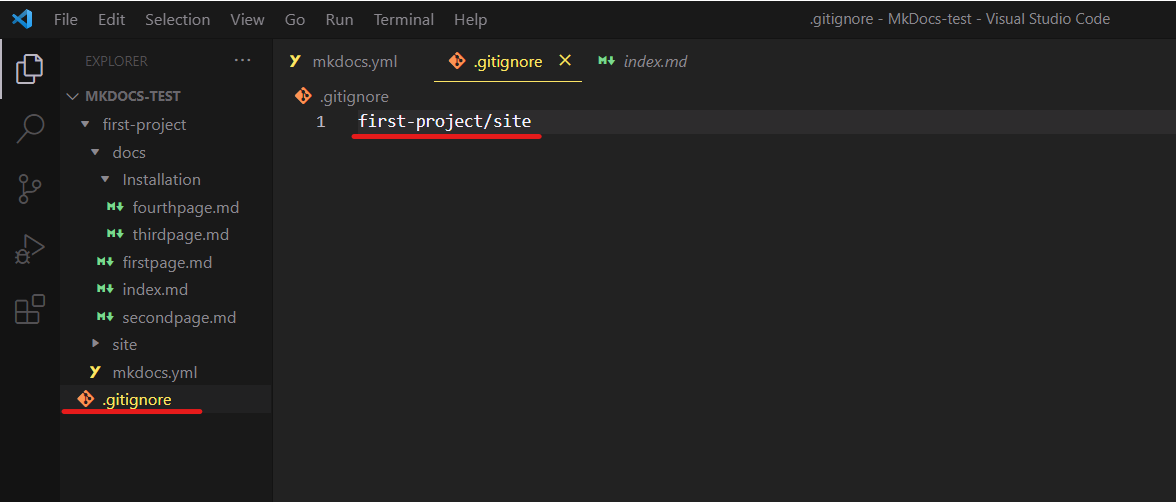 File Edit Selection View Go Run Terminal Help .gitignore - MkDocs-test - Visual Studio Code
EXPLORER ...
MKDOCS-TEST
first-project
docs
Installation
fourthpage.md
thirdpage.md
firstpage.md
index.md
secondpage.md
site
mkdocs.yml
.gitignore
mkdocs.yml .gitignore index.md
.gitignore
1 first-project/site